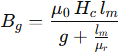 B_g = \frac{\mu_0 H_c l_m}{g + \frac{l_m}{\mu_r}}